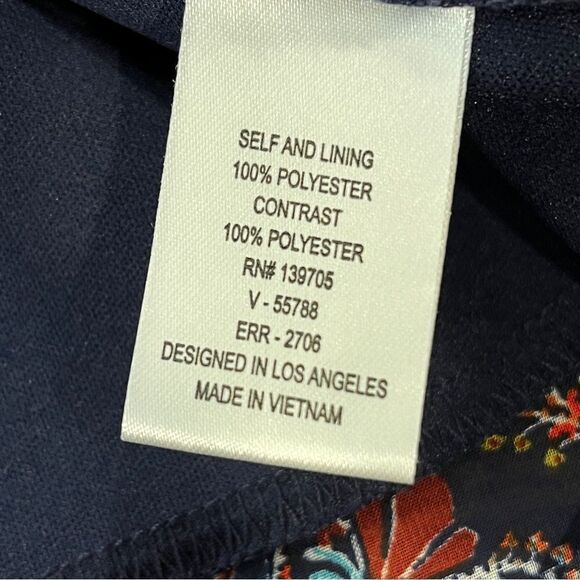 SELF AND LINING
100% POLYESTER
CONTRAST
100% POLYESTER
RN# 139705
V - 55788
ERR - 2706
DESIGNED IN LOS ANGELES
MADE IN VIETNAM